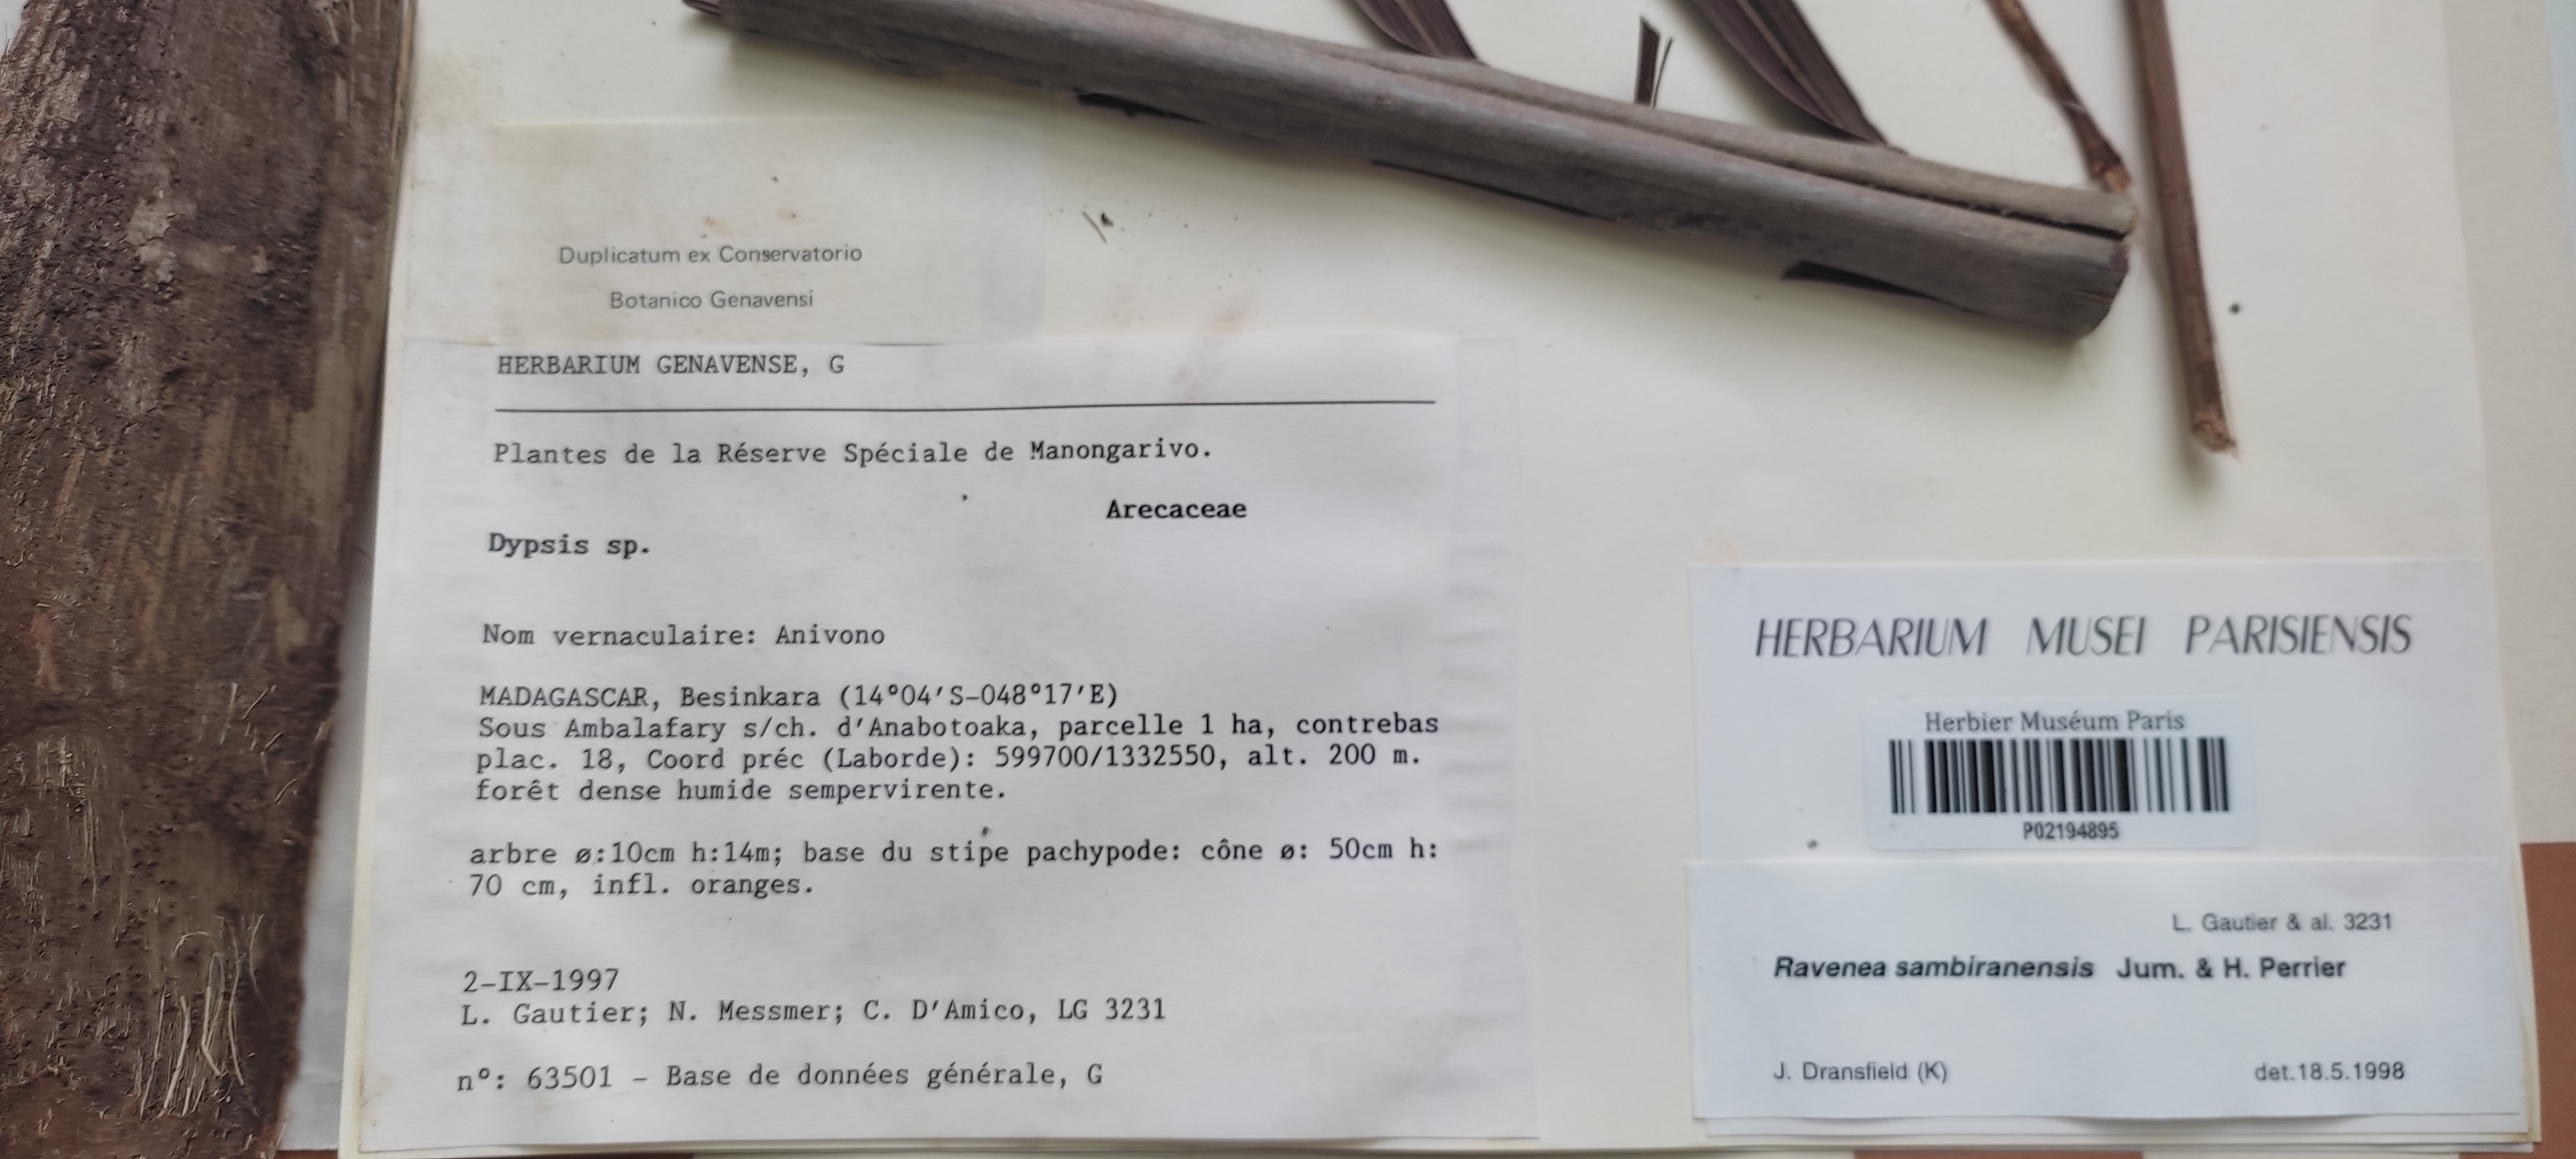 Duplicatum ex Conservatorio
Botanico Genavensi
HERBARIUM GENAVENSE, G
Plantes de la Réserve Spéciale de Manongarivo.
Arecaceae
Dypsis sp.
Nom vernaculaire: Anivono
MADAGASCAR, Besinkara (14°04'S-048°17'E)
Sous Ambalafary s/ch. d'Anabotoaka, parcelle 1 ha, contrebas
plac. 18, Coord préc (Laborde): 599700/1332550, alt. 200 m.
forêt dense humide sempervirente.
arbre ø:10cm h:14m; base du stipe pachypode: cône ø: 50cm h:
70 cm, infl. oranges.
2-IX-1997
L. Gautier; N. Messmer; C. D'Amico, LG 3231
n°: 63501 - Base de données générale, G
HERBARIUM MUSEI PARISIENSIS
Herbier Muséum Paris
P02194895
L. Gautier & al. 3231
Ravenea sambiranensis Jum. & H. Perrier
J. Dransfield (K) det.18.5.1998